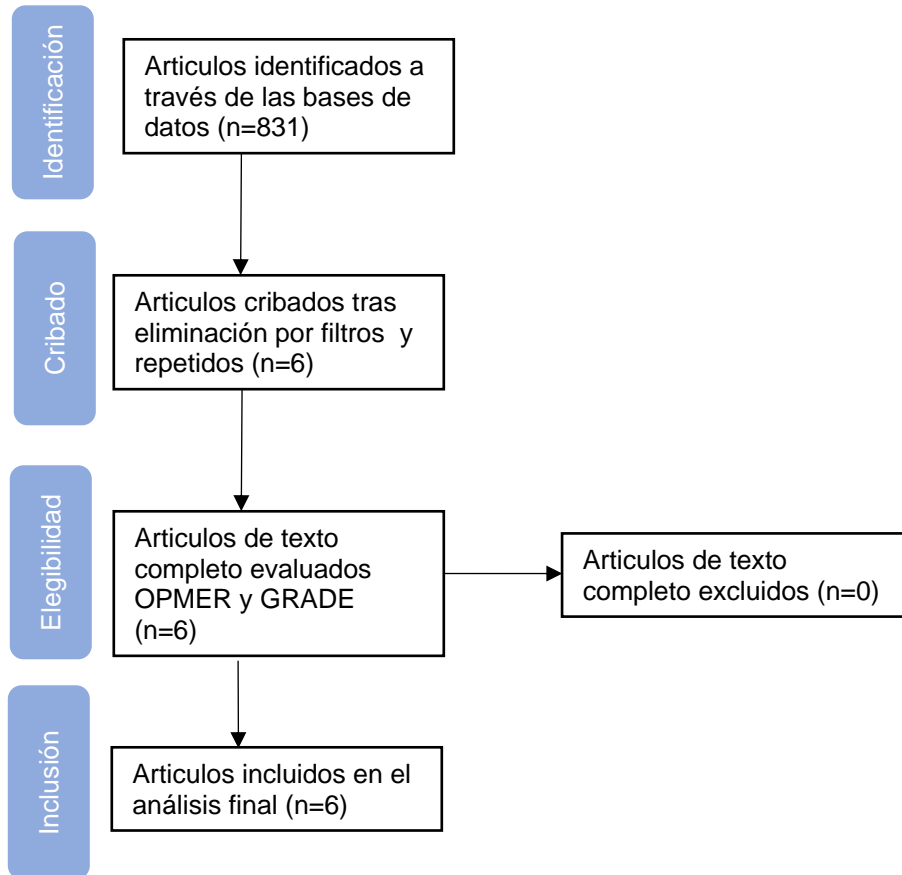 Identificación
Articulos identificados a
través de las bases de
datos (n=831)
Cribado
Articulos cribados tras
eliminación por filtros y
repetidos (n=6)
Elegibilidad
Articulos de texto
completo evaluados
OPMER y GRADE
(n=6)
Articulos de texto
completo excluidos (n=0)
Inclusión
Articulos incluidos en el
análisis final (n=6)